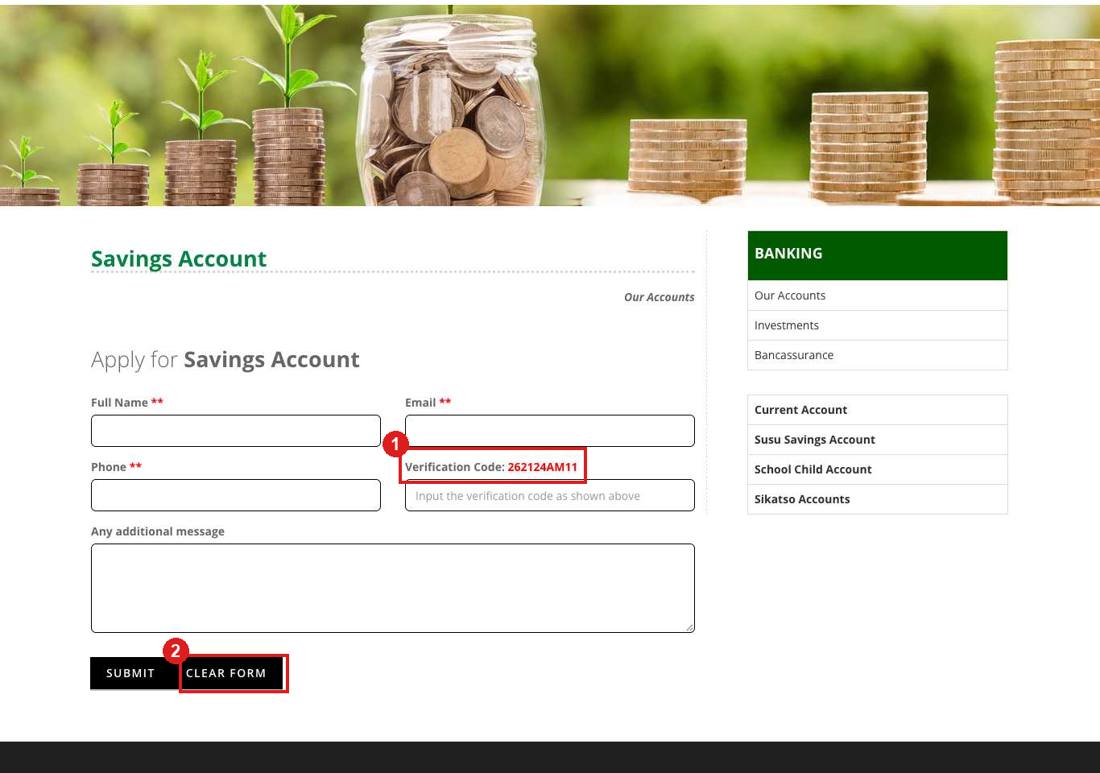 Savings Account
Our Accounts
Apply for Savings Account
Full Name **
Email **
1
Phone **
Verification Code: 262124AM11
Input the verification code as shown above
Any additional message
2
SUBMIT
CLEAR FORM
BANKING
Our Accounts
Investments
Bancassurance
Current Account
Susu Savings Account
School Child Account
Sikatso Accounts